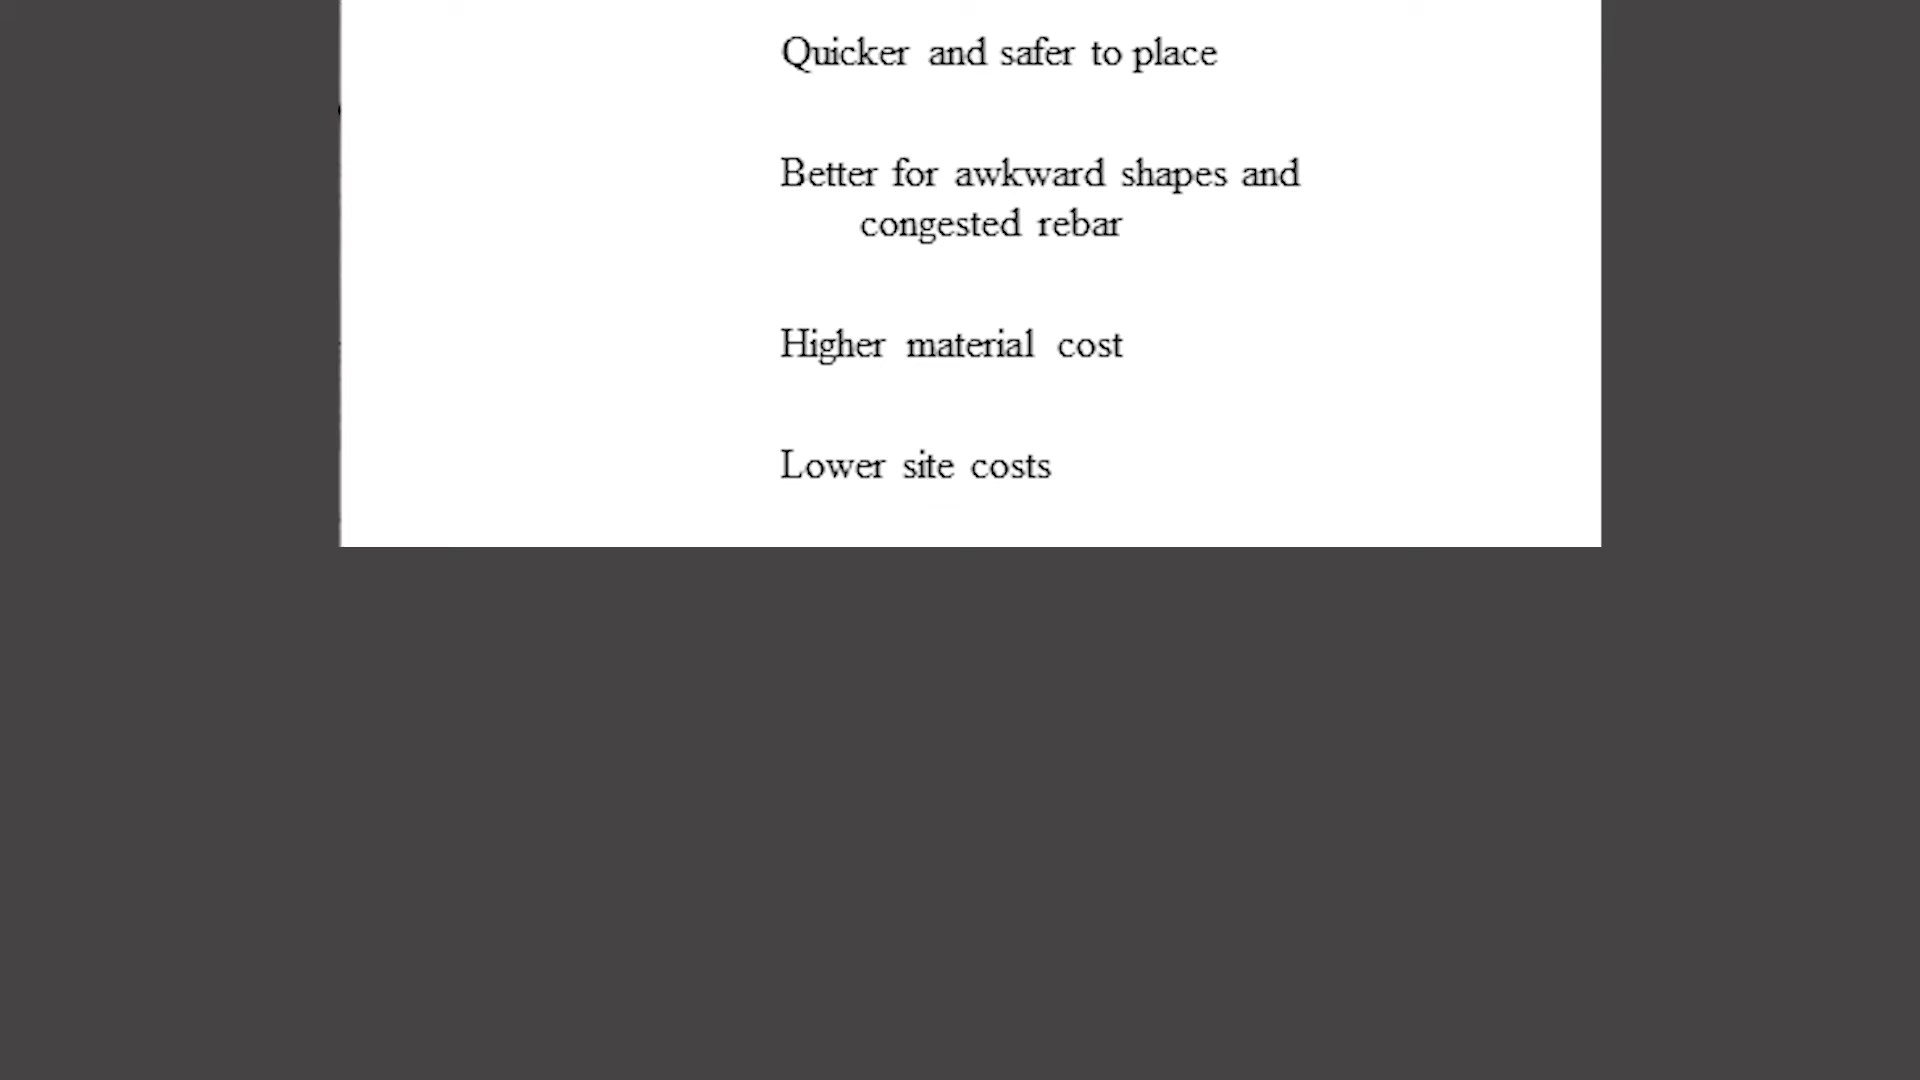 Quicker and safer to place
Better for awkward shapes and
congested rebar
Higher material cost
Lower site costs